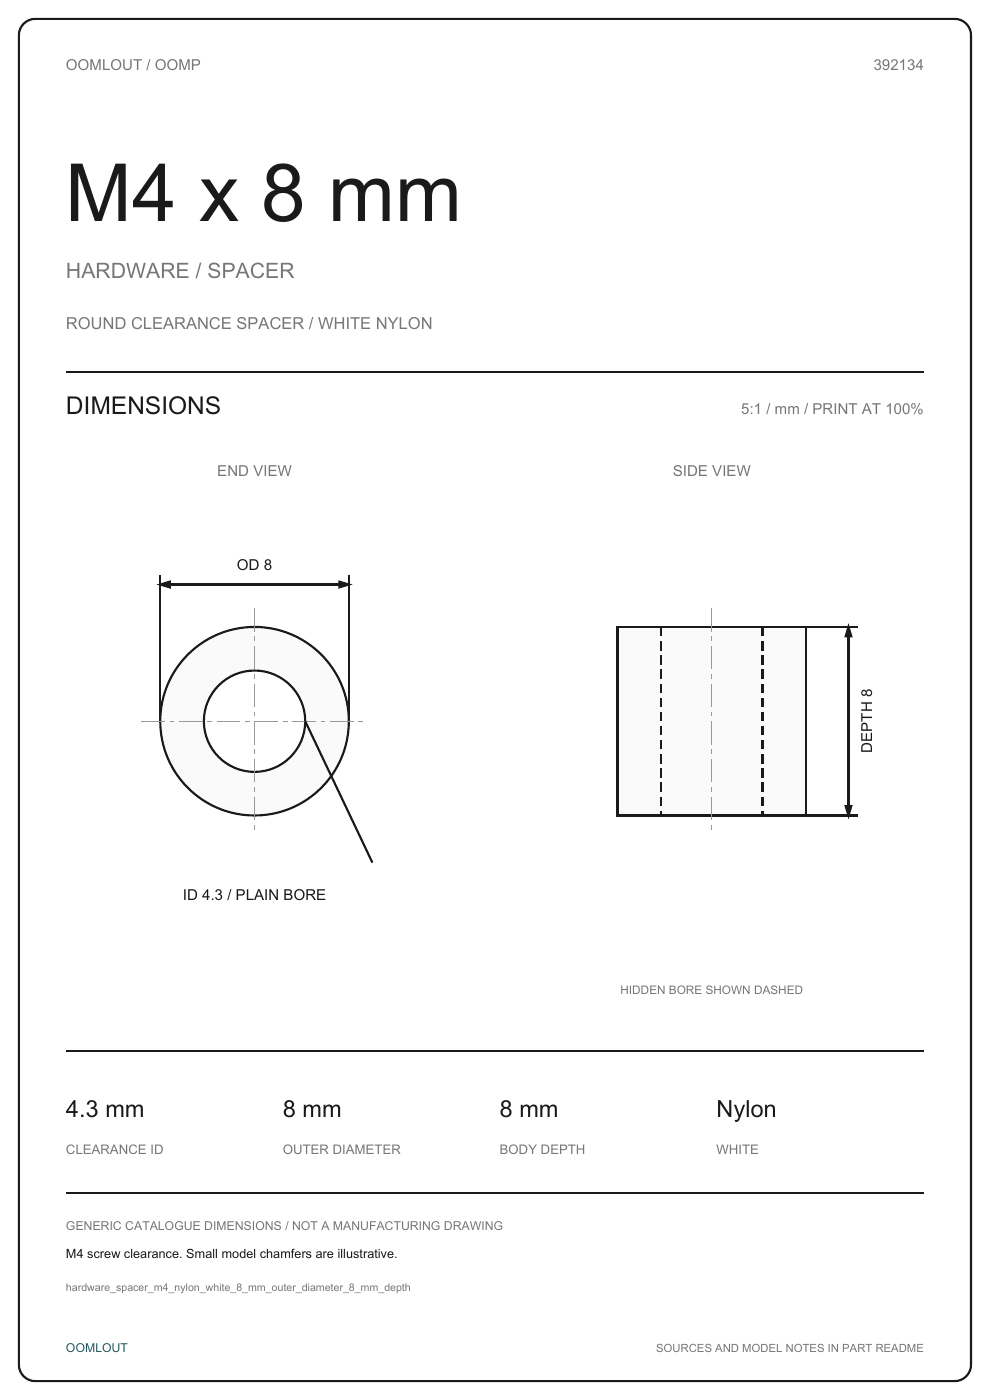 OOMLOUT / OOMP
392134
M4 x 8 mm
HARDWARE / SPACER
ROUND CLEARANCE SPACER / WHITE NYLON
DIMENSIONS
5:1 / mm / PRINT AT 100%
END VIEW
SIDE VIEW
OD 8
DEPTH 8
ID 4.3 / PLAIN BORE
HIDDEN BORE SHOWN DASHED
4.3 mm
8 mm
8 mm
Nylon
CLEARANCE ID
OUTER DIAMETER
BODY DEPTH
WHITE
GENERIC CATALOGUE DIMENSIONS / NOT A MANUFACTURING DRAWING
M4 screw clearance. Small model chamfers are illustrative.
hardware_spacer_m4_nylon_white_8_mm_outer_diameter_8_mm_depth
OOMLOUT
SOURCES AND MODEL NOTES IN PART README